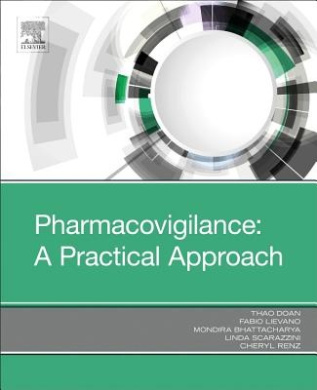 ELSEVIER
Pharmacovigilance:
A Practical Approach
THAO DOAN
FABIO LIEVANO
MONDIRA BHATTACHARYA
LINDA SCARAZZINI
CHERYL RENZ